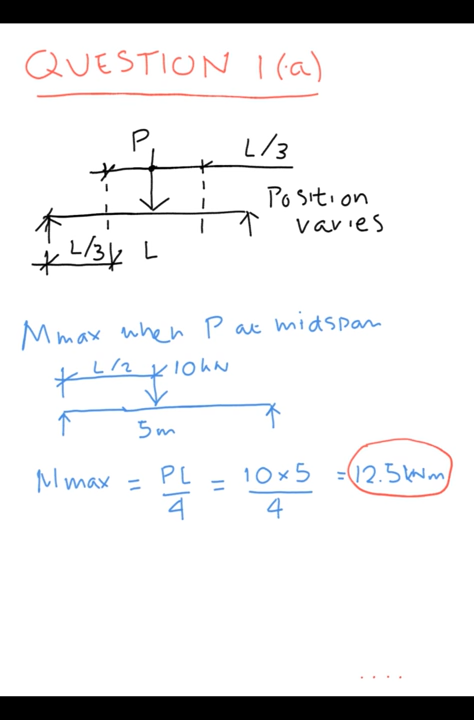 QUESTION 1(a)
P
L/3
Position
varies
L/3
L
Mmax when P at midspan
L/2
10kN
5m
Mmax = PL/4 = 10×5/4 = 12.5kNm